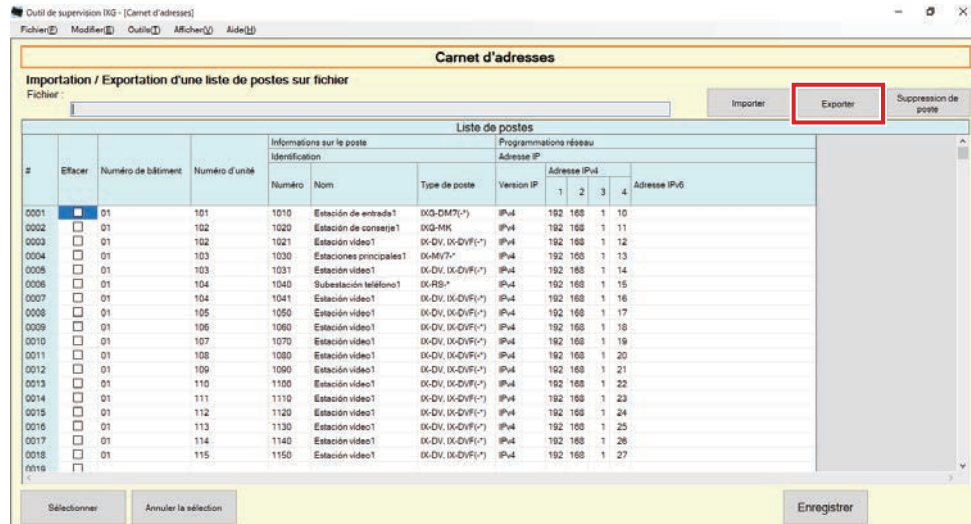 Outil de supervision IXG - [Carnet d'adresses]
Fichier(F) Modifier(E) Outils(T) Afficher(V) Aide(H)
Carnet d'adresses
Importation / Exportation d'une liste de postes sur fichier
Fichier :
Importer Exporter Suppression de poste
Liste de postes
Informations sur le poste Programmations réseau
Identification Adresse IP
# Effacer Numéro de bâtiment Numéro d'unité Numéro Nom Type de poste Version IP Adresse IPv4 1 2 3 4 Adresse IPv6
0001 01 101 1010 Estación de entrada1 IXG-DM7(-*) IPv4 192 168 1 10
0002 01 102 1020 Estación de conserje1 IXG-MK IPv4 192 168 1 11
0003 01 102 1021 Estación vídeo1 IX-DV, IX-DVF(-*) IPv4 192 168 1 12
0004 01 103 1030 Estaciones principales1 IX-MV7-* IPv4 192 168 1 13
0005 01 103 1031 Estación vídeo1 IX-DV, IX-DVF(-*) IPv4 192 168 1 14
0006 01 104 1040 Subestación teléfono1 IX-RS-* IPv4 192 168 1 15
0007 01 104 1041 Estación vídeo1 IX-DV, IX-DVF(-*) IPv4 192 168 1 16
0008 01 105 1050 Estación vídeo1 IX-DV, IX-DVF(-*) IPv4 192 168 1 17
0009 01 106 1060 Estación vídeo1 IX-DV, IX-DVF(-*) IPv4 192 168 1 18
0010 01 107 1070 Estación vídeo1 IX-DV, IX-DVF(-*) IPv4 192 168 1 19
0011 01 108 1080 Estación vídeo1 IX-DV, IX-DVF(-*) IPv4 192 168 1 20
0012 01 109 1090 Estación vídeo1 IX-DV, IX-DVF(-*) IPv4 192 168 1 21
0013 01 110 1100 Estación vídeo1 IX-DV, IX-DVF(-*) IPv4 192 168 1 22
0014 01 111 1110 Estación vídeo1 IX-DV, IX-DVF(-*) IPv4 192 168 1 23
0015 01 112 1120 Estación vídeo1 IX-DV, IX-DVF(-*) IPv4 192 168 1 24
0016 01 113 1130 Estación vídeo1 IX-DV, IX-DVF(-*) IPv4 192 168 1 25
0017 01 114 1140 Estación vídeo1 IX-DV, IX-DVF(-*) IPv4 192 168 1 26
0018 01 115 1150 Estación vídeo1 IX-DV, IX-DVF(-*) IPv4 192 168 1 27
0019
Sélectionner Annuler la sélection Enregistrer